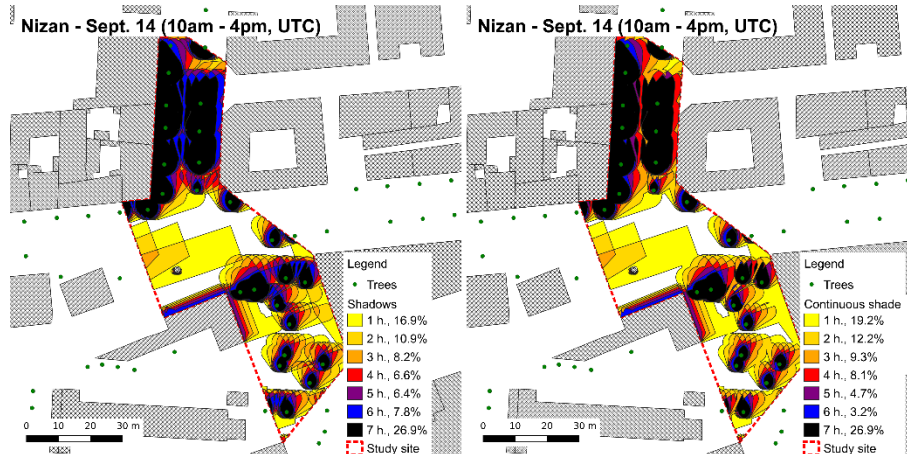 Nizan - Sept. 14 (10am - 4pm, UTC)
Legend
Trees
Shadows
1 h., 16.9%
2 h., 10.9%
3 h., 8.2%
4 h., 6.6%
5 h., 6.4%
6 h., 7.8%
7 h., 26.9%
Study site
0 10 20 30 m
Nizan - Sept. 14 (10am - 4pm, UTC)
Legend
Trees
Continuous shade
1 h., 19.2%
2 h., 12.2%
3 h., 9.3%
4 h., 8.1%
5 h., 4.7%
6 h., 3.2%
7 h., 26.9%
Study site
0 10 20 30 m